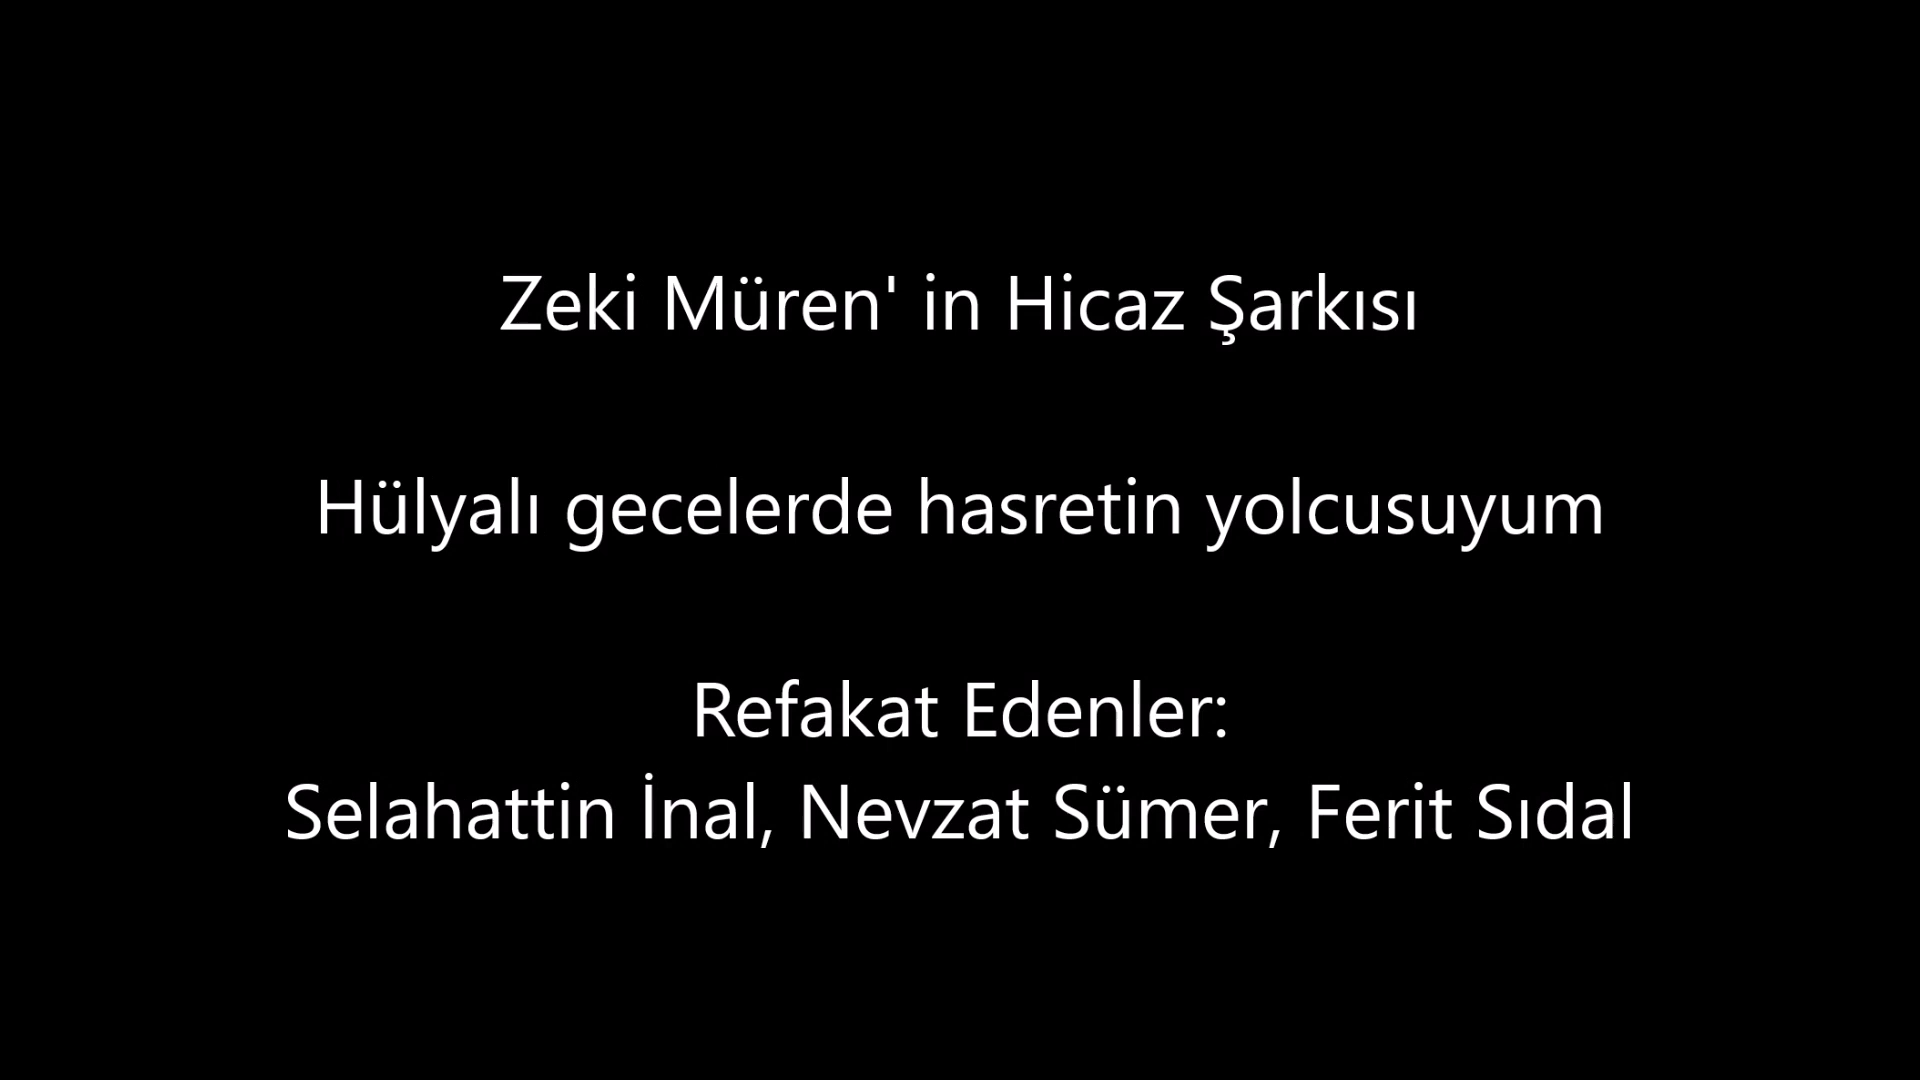 Zeki Müren' in Hicaz Şarkısı
Hülyalı gecelerde hasretin yolcusuyum
Refakat Edenler:
Selahattin İnal, Nevzat Sümer, Ferit Sıdal